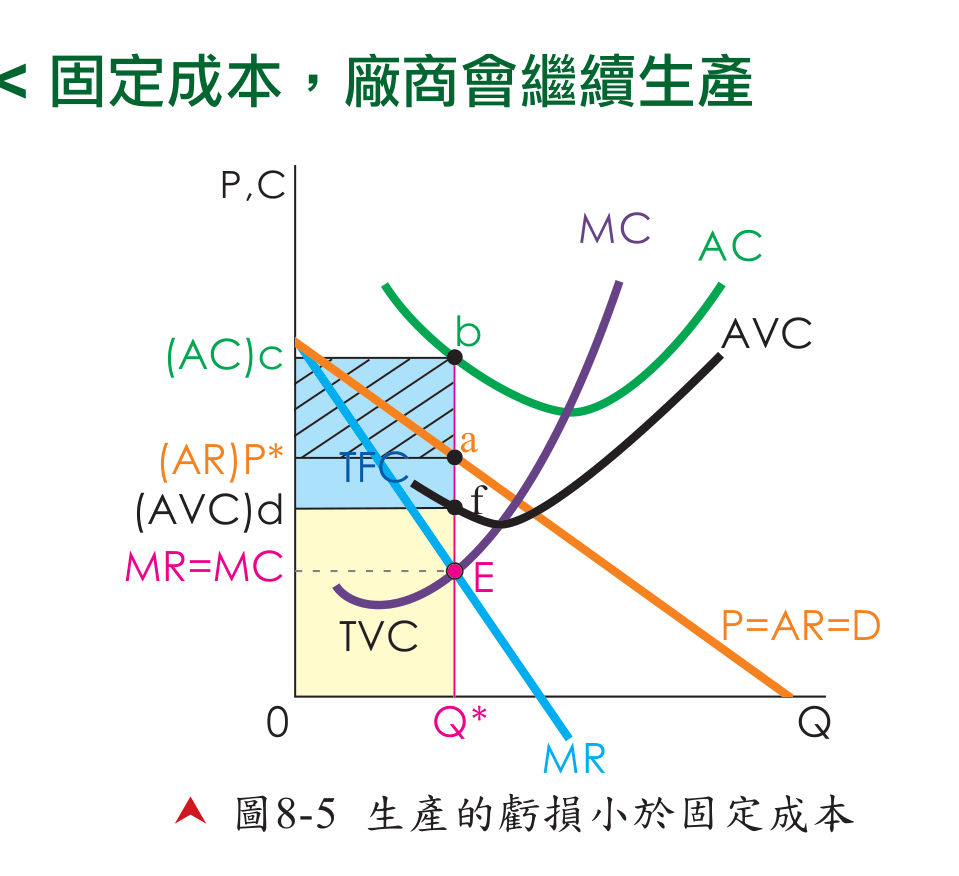 < 固定成本，廠商會繼續生產
P,C
MC
AC
AVC
b
(AC)c
(AR)P*
a
TFC
(AVC)d
f
MR=MC
E
TVC
P=AR=D
0
Q*
Q
MR
圖8-5 生產的虧損小於固定成本